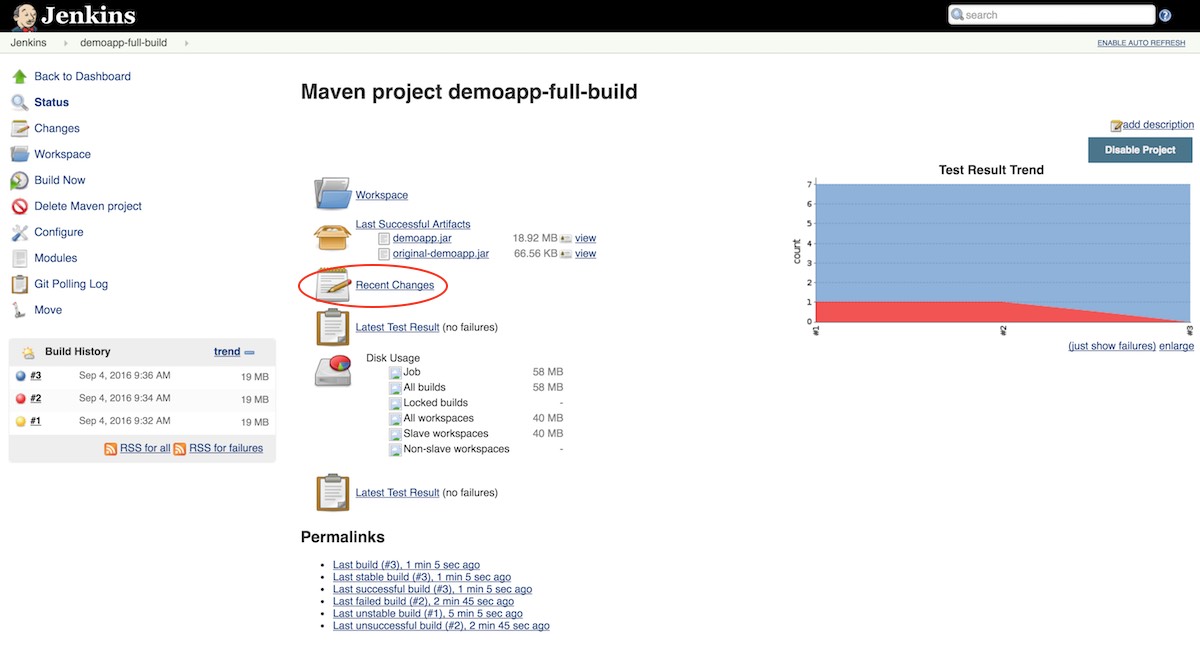 Jenkins
search
Jenkins demoapp-full-build
ENABLE AUTO REFRESH
Back to Dashboard
Status
Changes
Workspace
Build Now
Delete Maven project
Configure
Modules
Git Polling Log
Move
Build History trend
#3 Sep 4, 2016 9:36 AM 19 MB
#2 Sep 4, 2016 9:34 AM 19 MB
#1 Sep 4, 2016 9:32 AM 19 MB
RSS for all RSS for failures
Maven project demoapp-full-build
add description
Disable Project
Workspace
Last Successful Artifacts
demoapp.jar 18.92 MB view
original-demoapp.jar 66.56 KB view
Recent Changes
Latest Test Result (no failures)
Disk Usage
Job 58 MB
All builds 58 MB
Locked builds -
All workspaces 40 MB
Slave workspaces 40 MB
Non-slave workspaces -
Latest Test Result (no failures)
Test Result Trend
count
7
6
5
4
3
2
1
0
#1 #2 #3
(just show failures) enlarge
Permalinks
Last build (#3), 1 min 5 sec ago
Last stable build (#3), 1 min 5 sec ago
Last successful build (#3), 1 min 5 sec ago
Last failed build (#2), 2 min 45 sec ago
Last unstable build (#1), 5 min 5 sec ago
Last unsuccessful build (#2), 2 min 45 sec ago